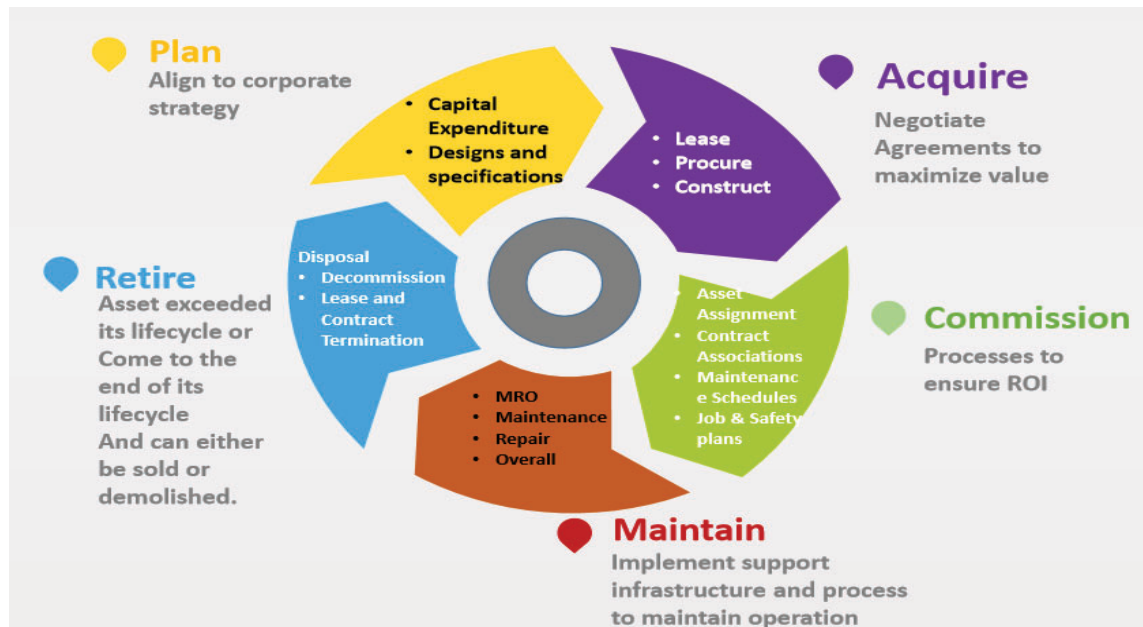 Plan
Align to corporate
strategy
• Capital
Expenditure
• Designs and
specifications
Acquire
Negotiate
Agreements to
maximize value
• Lease
• Procure
• Construct
Commission
Processes to
ensure ROI
• Asset
Assignment
• Contract
Associations
• Maintenanc
e Schedules
• Job & Safety
plans
Maintain
Implement support
infrastructure and process
to maintain operation
• MRO
• Maintenance
• Repair
• Overall
Retire
Asset exceeded
its lifecycle or
Come to the
end of its
lifecycle
And can either
be sold or
demolished.
Disposal
• Decommission
• Lease and
Contract
Termination